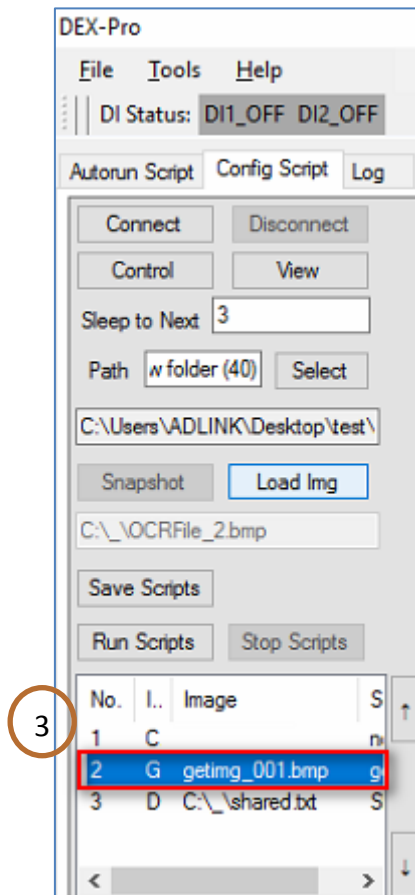 DEX-Pro
File Tools Help
DI Status: DI1_OFF DI2_OFF
Autorun Script Config Script Log
Connect Disconnect
Control View
Sleep to Next 3
Path w folder (40) Select
C:\Users\ADLINK\Desktop\test\
Snapshot Load Img
C:\_\OCRFile_2.bmp
Save Scripts
Run Scripts Stop Scripts
No. I.. Image S
3
1 C n
2 G getimg_001.bmp g
3 D C:\_\shared.txt S